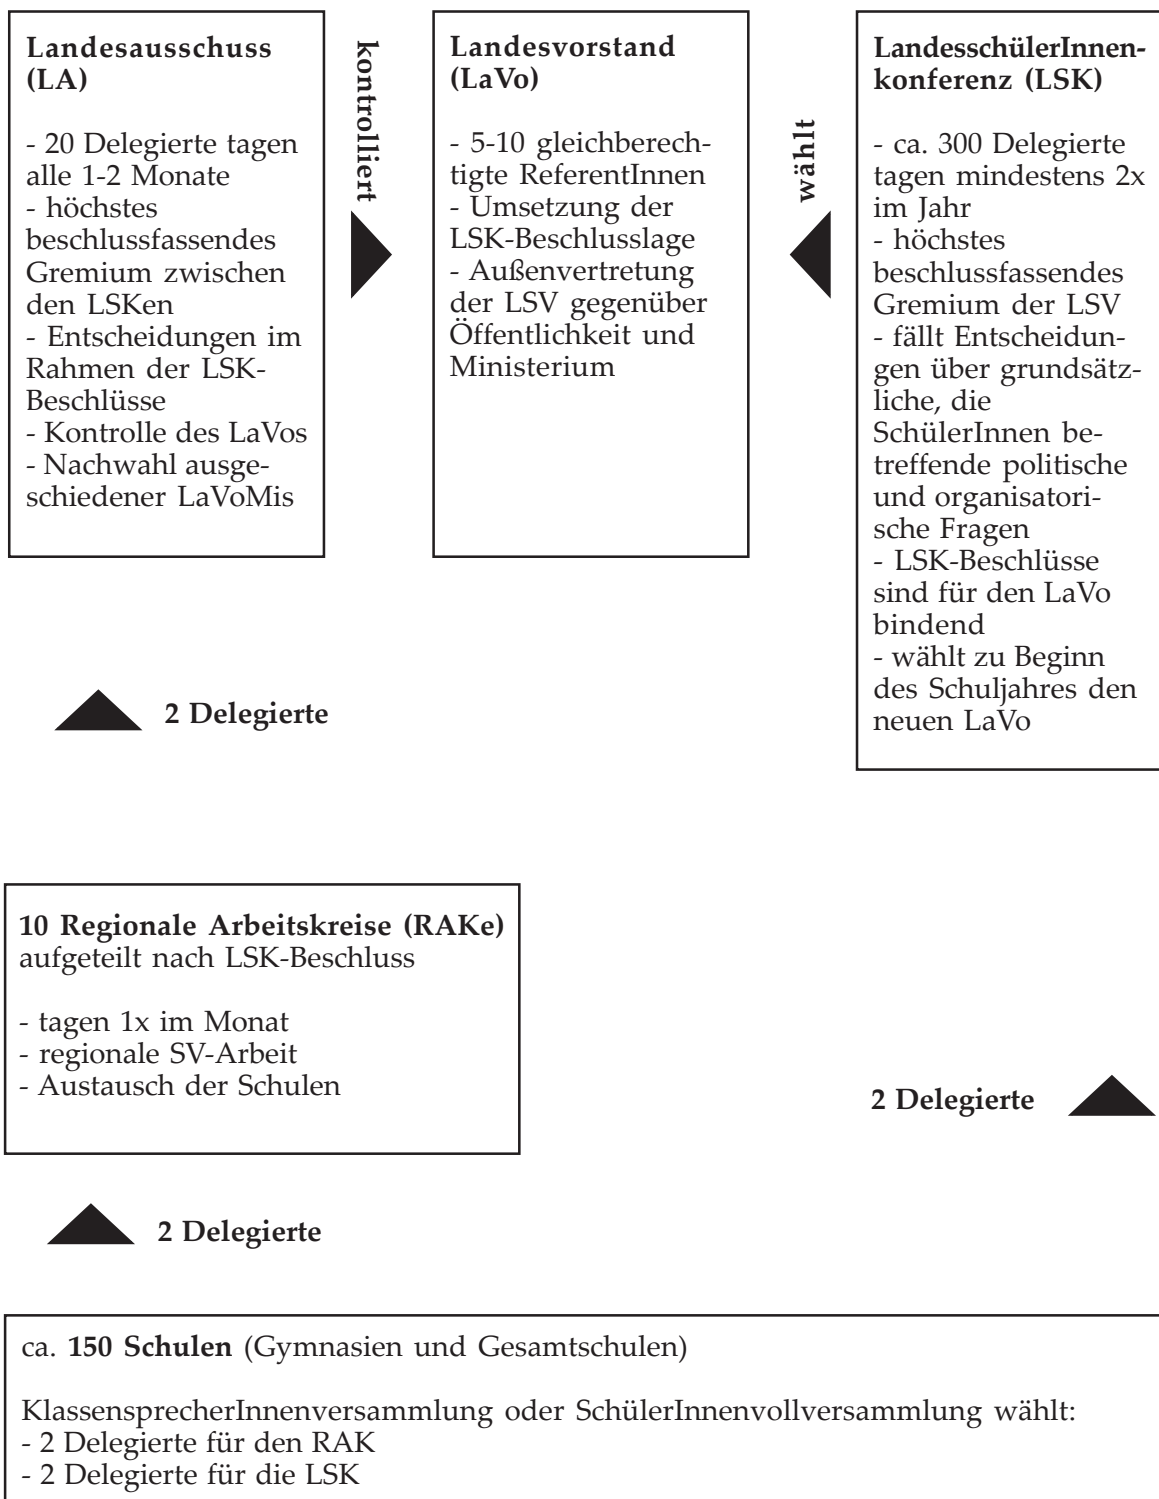 Landesausschuss
(LA)
- 20 Delegierte tagen
alle 1-2 Monate
- höchstes
beschlussfassendes
Gremium zwischen
den LSKen
- Entscheidungen im
Rahmen der LSK-
Beschlüsse
- Kontrolle des LaVos
- Nachwahl ausge-
schiedener LaVoMis
kontrolliert
Landesvorstand
(LaVo)
- 5-10 gleichberech-
tigte ReferentInnen
- Umsetzung der
LSK-Beschlusslage
- Außenvertretung
der LSV gegenüber
Öffentlichkeit und
Ministerium
wählt
LandesschülerInnen-
konferenz (LSK)
- ca. 300 Delegierte
tagen mindestens 2x
im Jahr
- höchstes
beschlussfassendes
Gremium der LSV
- fällt Entscheidun-
gen über grundsätz-
liche, die
SchülerInnen be-
treffende politische
und organisatori-
sche Fragen
- LSK-Beschlüsse
sind für den LaVo
bindend
- wählt zu Beginn
des Schuljahres den
neuen LaVo
2 Delegierte
10 Regionale Arbeitskreise (RAKe)
aufgeteilt nach LSK-Beschluss
- tagen 1x im Monat
- regionale SV-Arbeit
- Austausch der Schulen
2 Delegierte
2 Delegierte
ca. 150 Schulen (Gymnasien und Gesamtschulen)
KlassensprecherInnenversammlung oder SchülerInnenvollversammlung wählt:
- 2 Delegierte für den RAK
- 2 Delegierte für die LSK